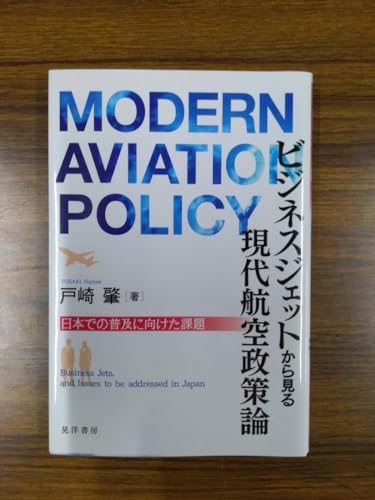 MODERN
AVIATION
POLICY
ビジネスジェットから見る
現代航空政策論
TOZAKI Hajime
戸崎 肇[著]
日本での普及に向けた課題
Business Jets,
and Issues to be addressed in Japan
晃洋書房